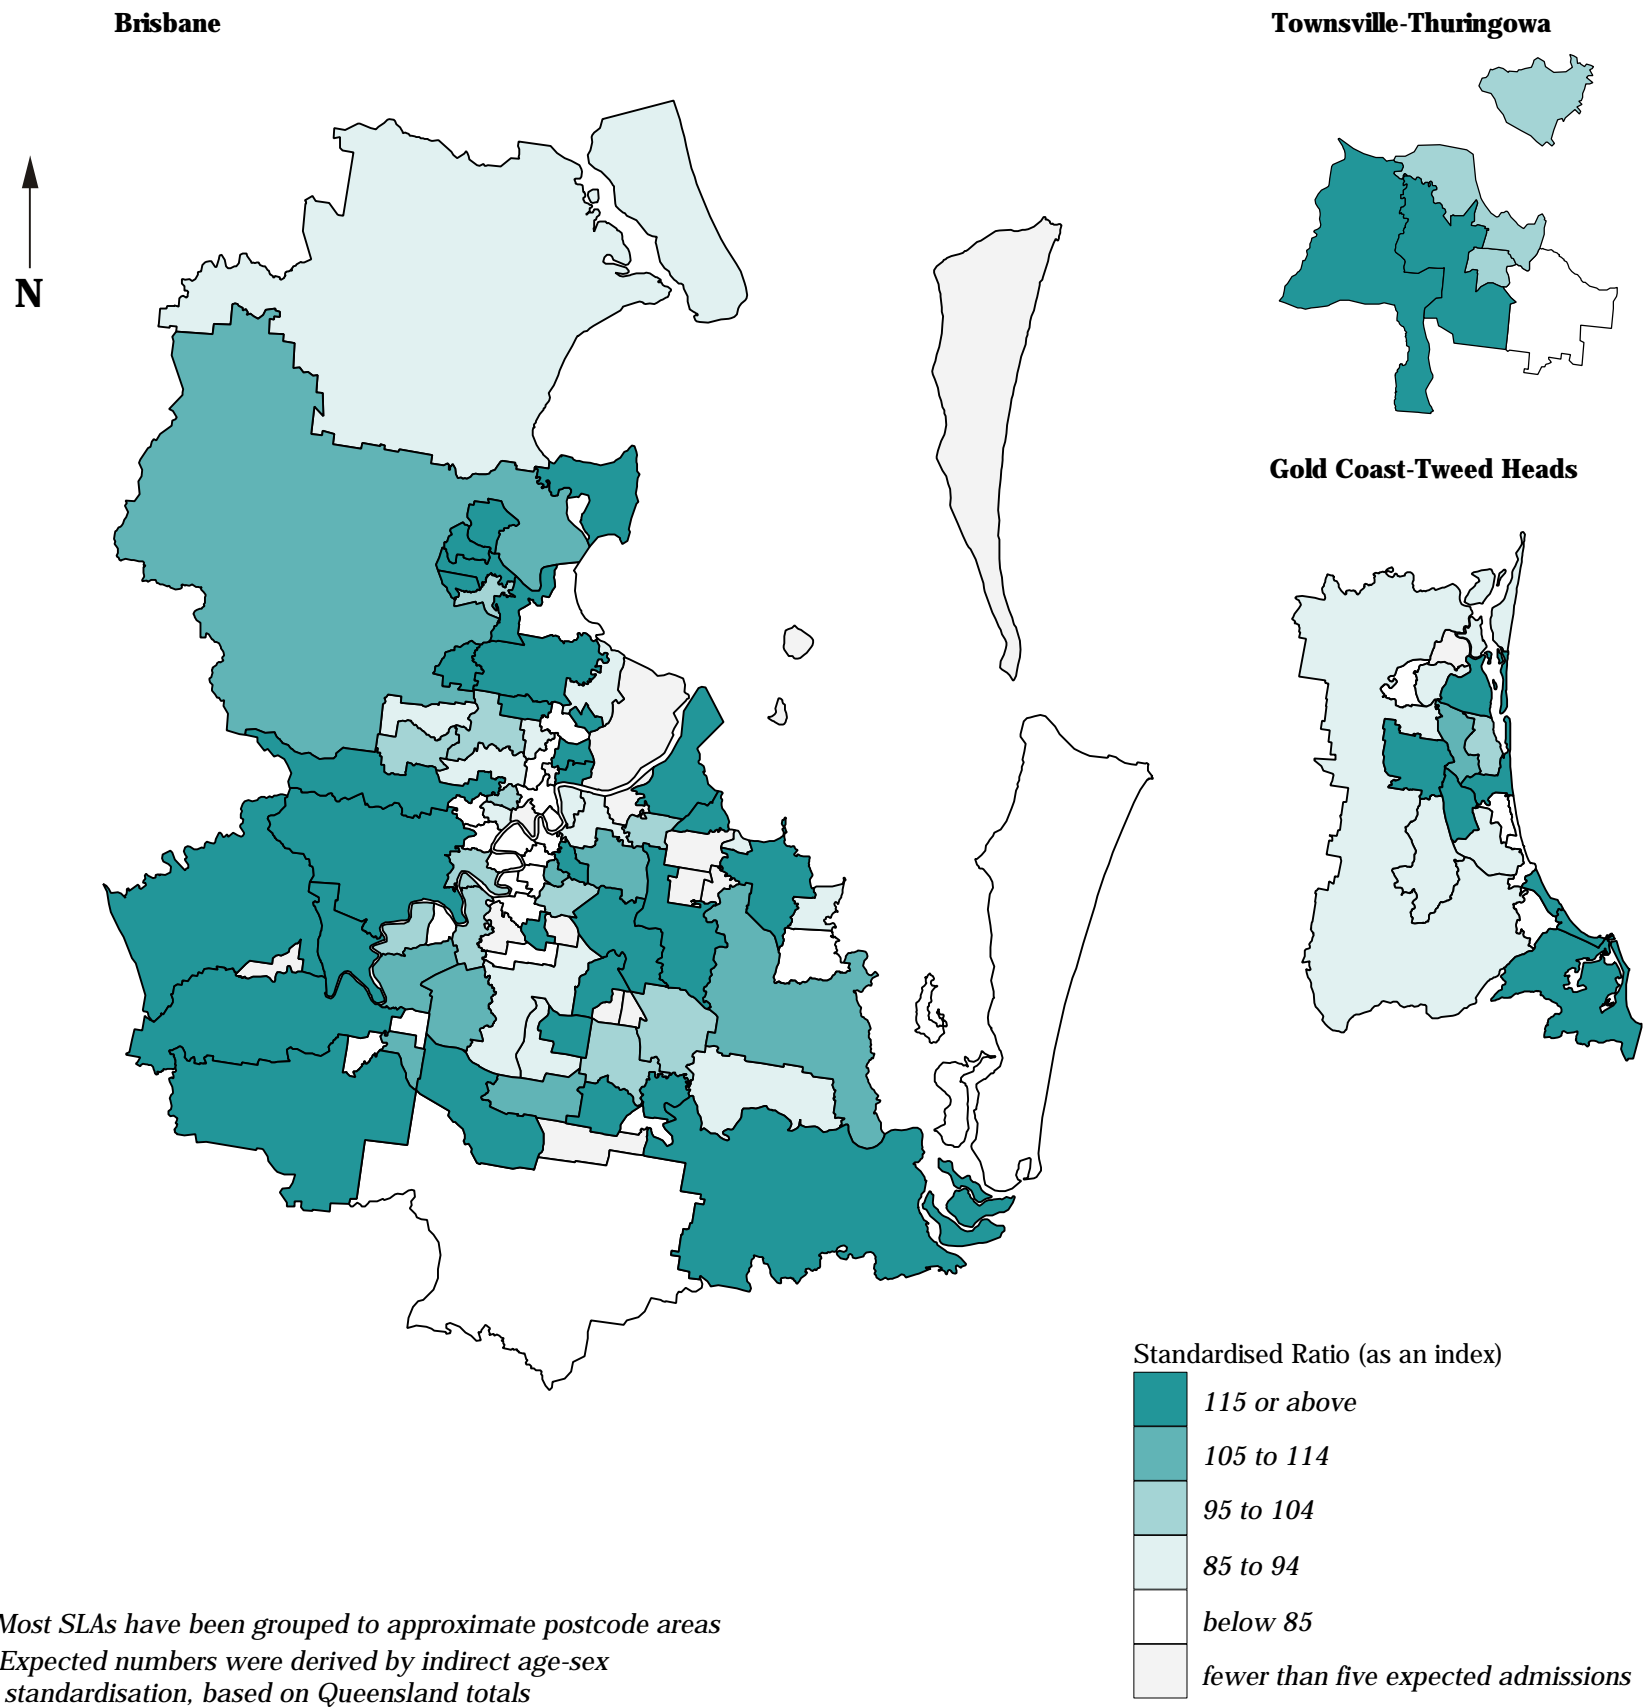 Brisbane
Townsville-Thuringowa
N
Gold Coast-Tweed Heads
Standardised Ratio (as an index)
115 or above
105 to 114
95 to 104
85 to 94
below 85
fewer than five expected admissions
Most SLAs have been grouped to approximate postcode areas
Expected numbers were derived by indirect age-sex
standardisation, based on Queensland totals